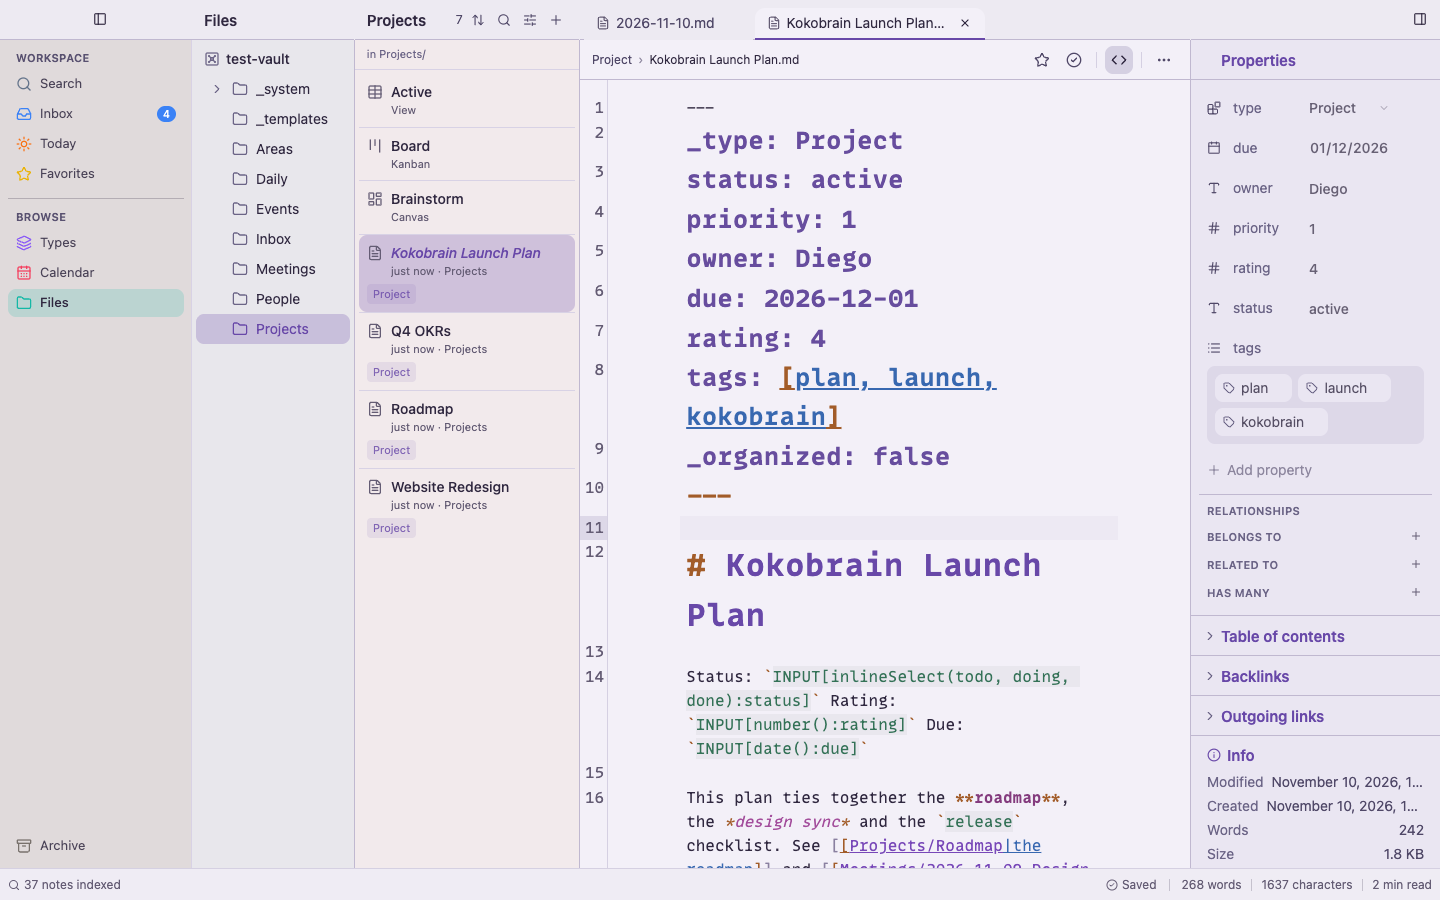 Files
Projects
7
2026-11-10.md
Kokobrain Launch Plan...
WORKSPACE
Search
Inbox
4
Today
Favorites
BROWSE
Types
Calendar
Files
Archive
test-vault
_system
_templates
Areas
Daily
Events
Inbox
Meetings
People
Projects
in Projects/
Active
View
Board
Kanban
Brainstorm
Canvas
Kokobrain Launch Plan
just now · Projects
Project
Q4 OKRs
just now · Projects
Project
Roadmap
just now · Projects
Project
Website Redesign
just now · Projects
Project
Project › Kokobrain Launch Plan.md
1 ---
2 _type: Project
3 status: active
4 priority: 1
5 owner: Diego
6 due: 2026-12-01
7 rating: 4
8 tags: [plan, launch,
kokobrain]
9 _organized: false
10 ---
11
12 # Kokobrain Launch
Plan
13
14 Status: `INPUT[inlineSelect(todo, doing,
done):status]` Rating:
`INPUT[number():rating]` Due:
`INPUT[date():due]`
15
16 This plan ties together the **roadmap**,
the *design sync* and the `release`
checklist. See [[Projects/Roadmap|the
roadmap]] and [[Meetings/2026-11-09 Design
Properties
type Project
due 01/12/2026
owner Diego
priority 1
rating 4
status active
tags
plan launch
kokobrain
Add property
RELATIONSHIPS
BELONGS TO
RELATED TO
HAS MANY
Table of contents
Backlinks
Outgoing links
Info
Modified November 10, 2026, 1...
Created November 10, 2026, 1...
Words 242
Size 1.8 KB
37 notes indexed
Saved
268 words
1637 characters
2 min read